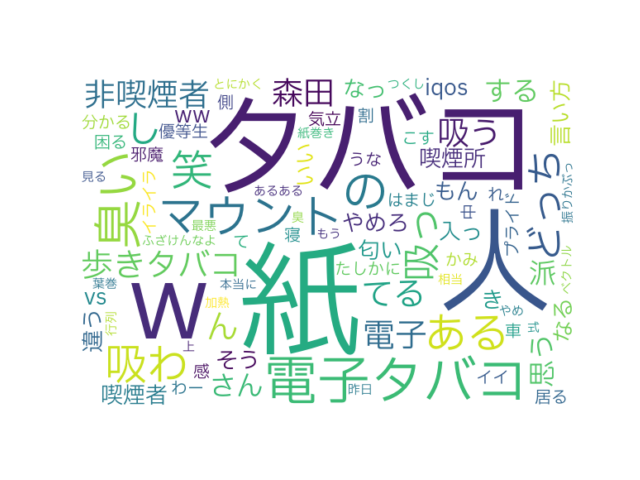 とにかく つくし
非喫煙者 側 森田 なっ iqos する
分かる ww 気立 割
優等生 紙巻き こす 吸う 言い方
困る 邪魔 タバコ
し 笑 いい うな 喫煙所
見る 臭い イライラ あるある の はまじ もん れ どっち 振りかぶっ
マウント やめろ 中 プライド
最悪 臭 入っ
ふざけんなよ て 寝 もう 匂い 吸っ 人
歩きタバコ たしかに かみ 派 ベクトル
葉巻 w 本当に 紙 てる 相当 き
vs 加熱 ん やめ なる
違う 行列 上 電子 ある 車 式
吸わ 感 そう 思う
さん 電子タバコ イイ
喫煙者 わー 昨日 居る